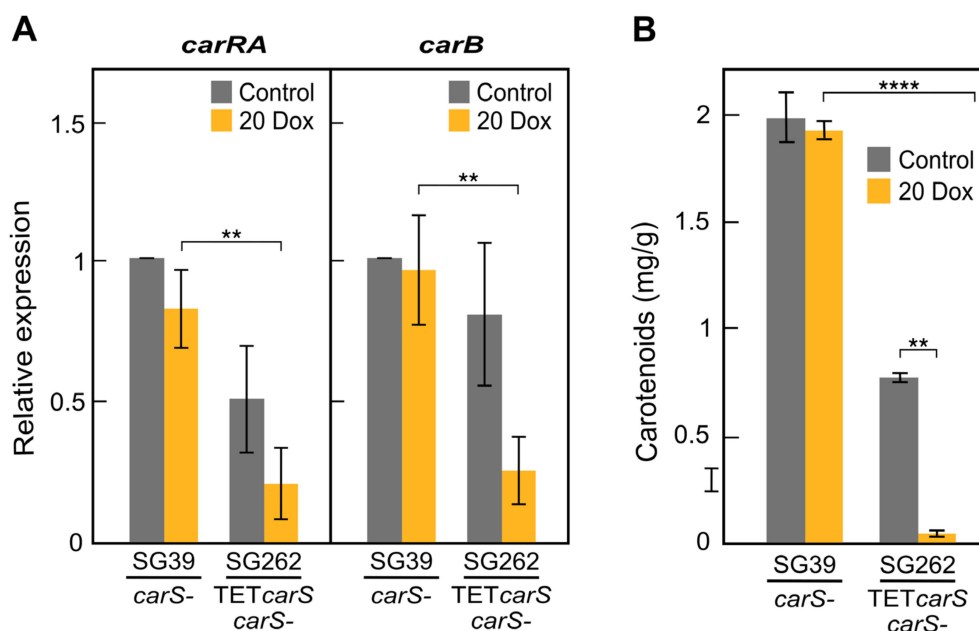 A
carRA
carB
Control
20 Dox
Control
20 Dox
**
**
Relative expression
1.5
1
0.5
0
SG39
SG262
SG39
SG262
carS-
TETcarS
carS-
carS-
TETcarS
carS-
B
****
Control
20 Dox
**
Carotenoids (mg/g)
2
1.5
1
0.5
0
SG39
SG262
carS-
TETcarS
carS-